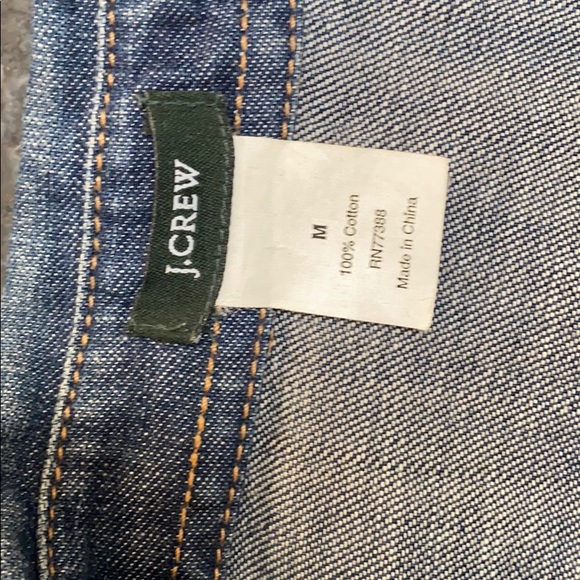 J.CREW
M
100% Cotton
RN77388
Made in China